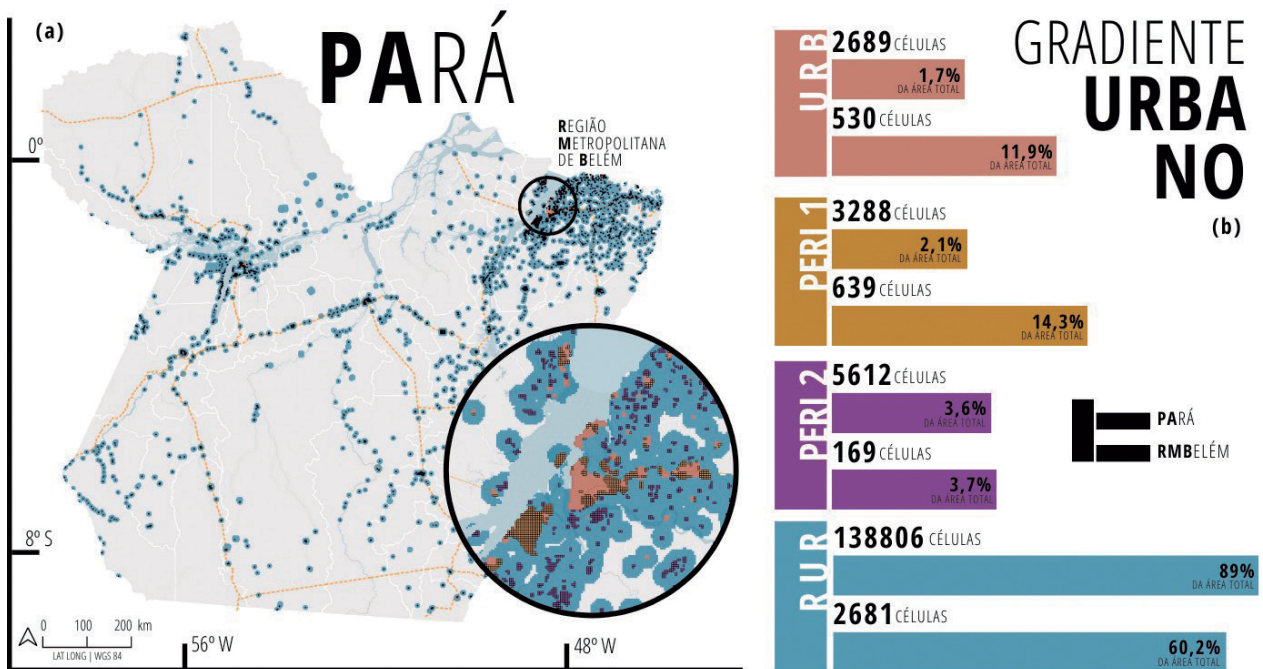 (a)
PARÁ
REGIÃO
METROPOLITANA
DE BELÉM
0º
8º S
0 100 200 km
LAT LONG | WGS 84
56º W
48º W
GRADIENTE
URBA
NO
(b)
URB
2689 CÉLULAS
1,7%
DA ÁREA TOTAL
530 CÉLULAS
11,9%
DA ÁREA TOTAL
PERI 1
3288 CÉLULAS
2,1%
DA ÁREA TOTAL
639 CÉLULAS
14,3%
DA ÁREA TOTAL
PERI 2
5612 CÉLULAS
3,6%
DA ÁREA TOTAL
169 CÉLULAS
3,7%
DA ÁREA TOTAL
PARÁ
RMBELÉM
RUR
138806 CÉLULAS
89%
DA ÁREA TOTAL
2681 CÉLULAS
60,2%
DA ÁREA TOTAL